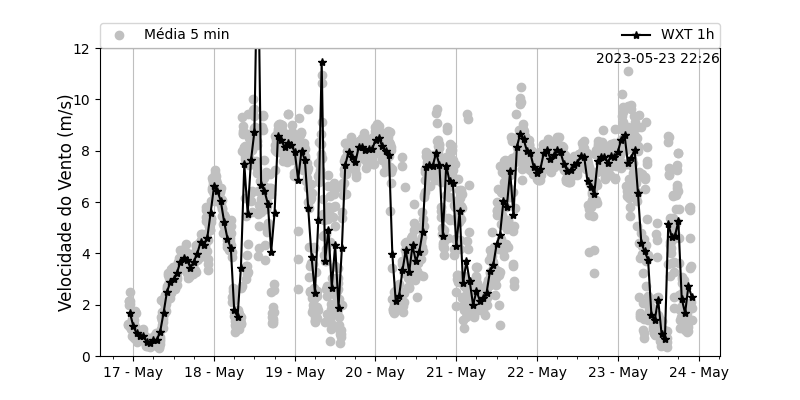 Média 5 min
WXT 1h
2023-05-23 22:26
Velocidade do Vento (m/s)
12
10
8
6
4
2
0
17 - May
18 - May
19 - May
20 - May
21 - May
22 - May
23 - May
24 - May